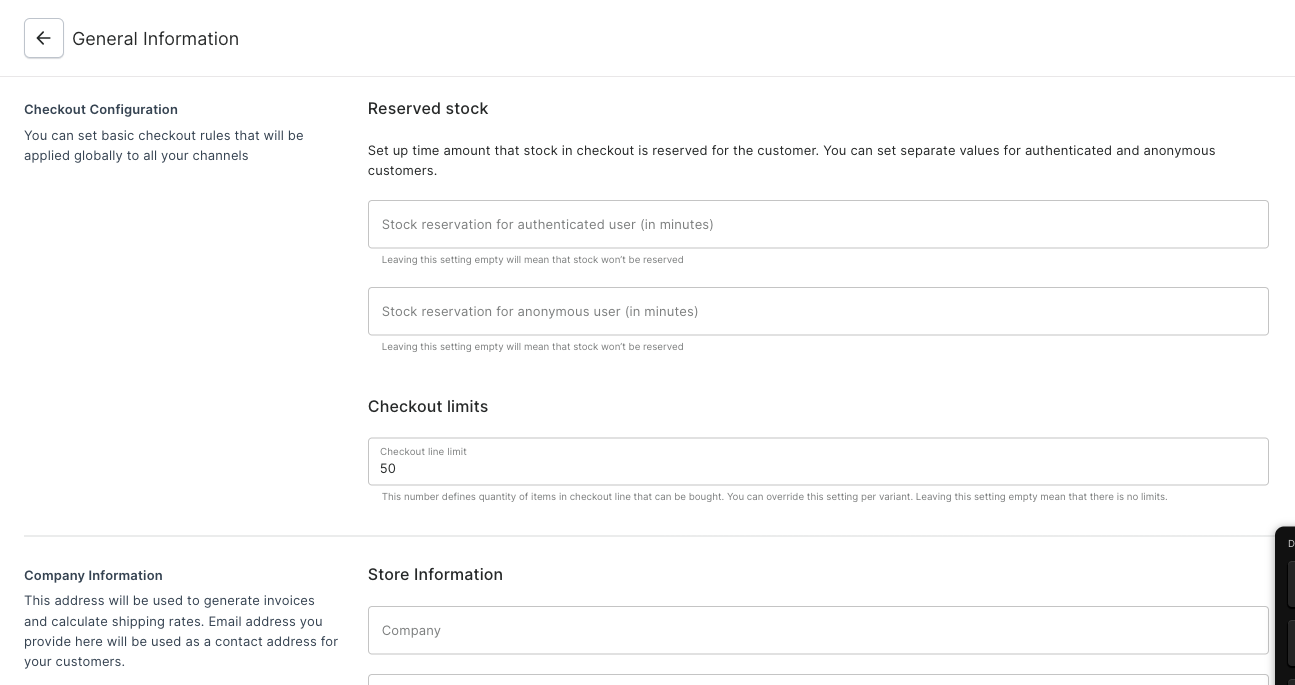 General Information
Checkout Configuration
You can set basic checkout rules that will be
applied globally to all your channels
Reserved stock
Set up time amount that stock in checkout is reserved for the customer. You can set separate values for authenticated and anonymous
customers.
Stock reservation for authenticated user (in minutes)
Leaving this setting empty will mean that stock won't be reserved
Stock reservation for anonymous user (in minutes)
Leaving this setting empty will mean that stock won't be reserved
Checkout limits
Checkout line limit
50
This number defines quantity of items in checkout line that can be bought. You can override this setting per variant. Leaving this setting empty mean that there is no limits.
Company Information
This address will be used to generate invoices
and calculate shipping rates. Email address you
provide here will be used as a contact address for
your customers.
Store Information
Company
D